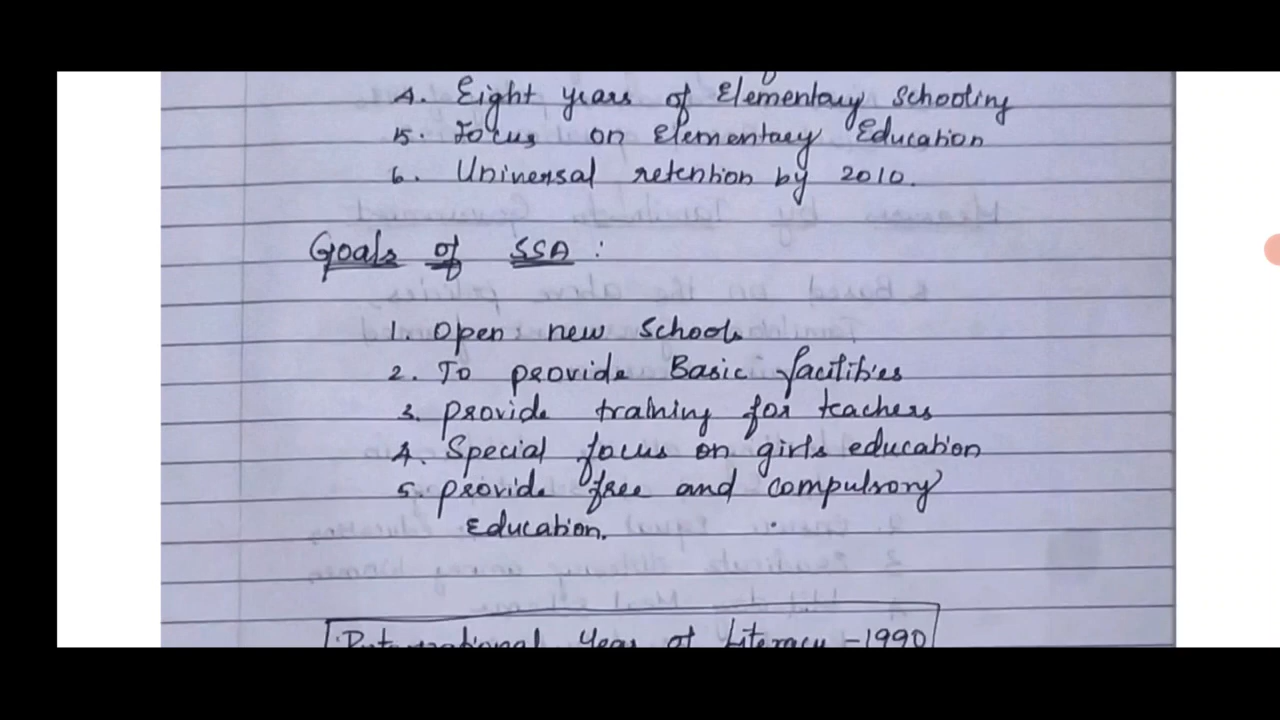 4. Eight years of Elementary Schooling
5. Focus on Elementary Education
6. Universal retention by 2010.
Goals of SSA :
1. Open new Schools
2. To provide Basic facilities
3. provide training for teachers
4. Special focus on girls education
5. provide free and compulsory
Education.
International Year of Literacy -1990